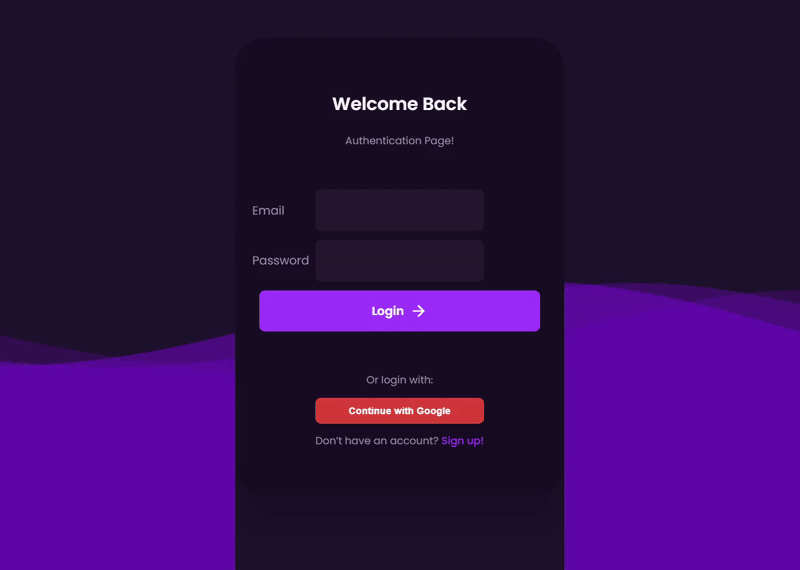 Welcome Back
Authentication Page!
Email
Password
Login
Or login with:
Continue with Google
Don't have an account? Sign up!